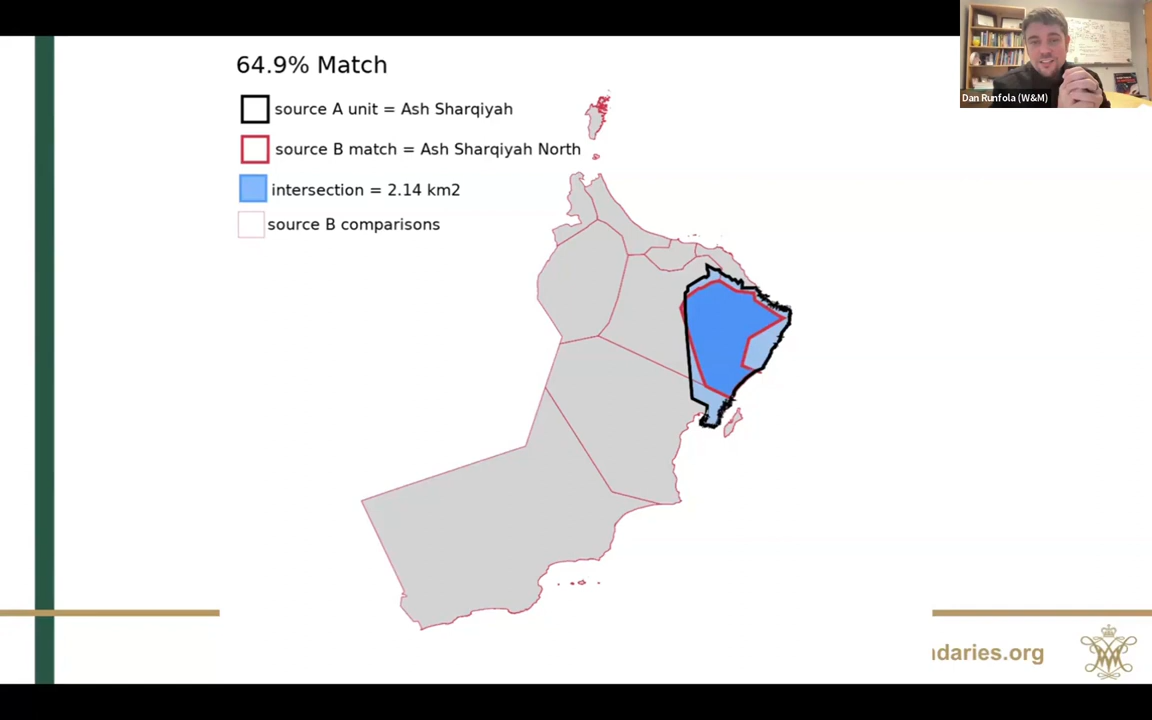 64.9% Match
source A unit = Ash Sharqiyah
source B match = Ash Sharqiyah North
intersection = 2.14 km2
source B comparisons
Dan Runfola (W&M)
daries.org